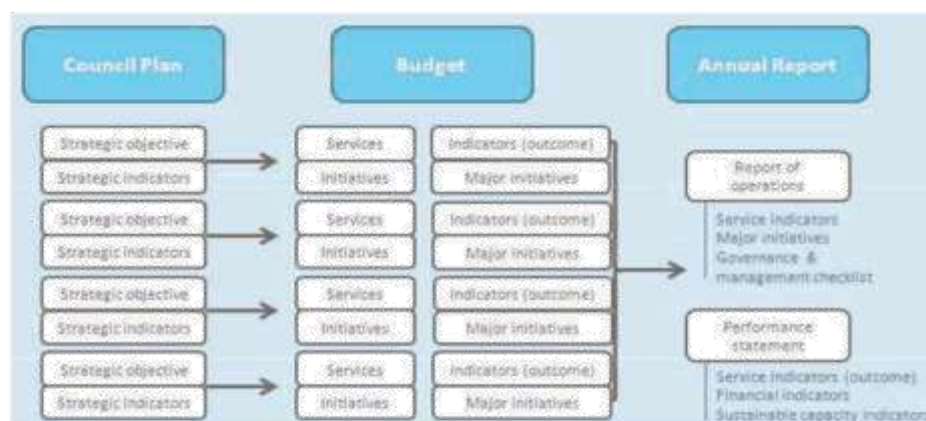 Council Plan
Budget
Annual Report
Strategic objective
Strategic indicators
Services
Initiatives
Indicators (outcome)
Major initiatives
Strategic objective
Strategic indicators
Services
Initiatives
Indicators (outcome)
Major initiatives
Strategic objective
Strategic indicators
Services
Initiatives
Indicators (outcome)
Major initiatives
Strategic objective
Strategic indicators
Services
Initiatives
Indicators (outcome)
Major initiatives
Report of
operations
Service indicators
Major initiatives
Governance &
management checklist
Performance
statement
Service indicators (outcome)
Financial indicators
Sustainable capacity indicators